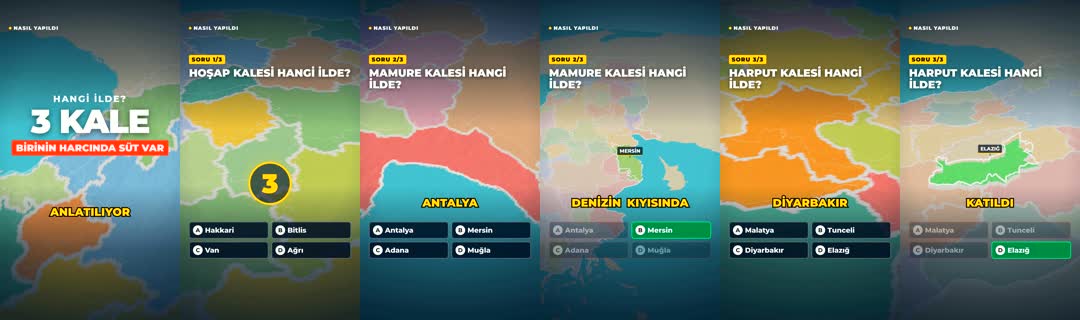 NASIL YAPILDI
HANGİ İLDE?
3 KALE
BİRİNİN HARCINDA SÜT VAR
ANLATILIYOR
NASIL YAPILDI
SORU 1/3
HOŞAP KALESİ HANGİ İLDE?
3
A Hakkari
B Bitlis
C Van
D Ağrı
NASIL YAPILDI
SORU 2/3
MAMURE KALESİ HANGİ
İLDE?
ANTALYA
A Antalya
B Mersin
C Adana
D Muğla
NASIL YAPILDI
SORU 2/3
MAMURE KALESİ HANGİ
İLDE?
MERSİN
DENİZİN KIYISINDA
A Antalya
B Mersin
C Adana
D Muğla
NASIL YAPILDI
SORU 3/3
HARPUT KALESİ HANGİ
İLDE?
DİYARBAKIR
A Malatya
B Tunceli
C Diyarbakır
D Elazığ
NASIL YAPILDI
SORU 3/3
HARPUT KALESİ HANGİ
İLDE?
ELAZIĞ
KATILDI
A Malatya
B Tunceli
C Diyarbakır
D Elazığ